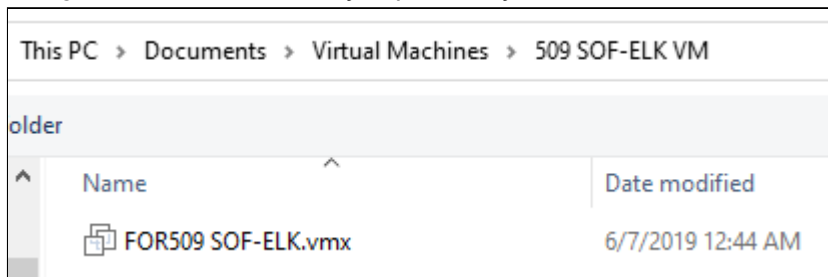 This PC > Documents > Virtual Machines > 509 SOF-ELK VM
older
Name Date modified
FOR509 SOF-ELK.vmx 6/7/2019 12:44 AM